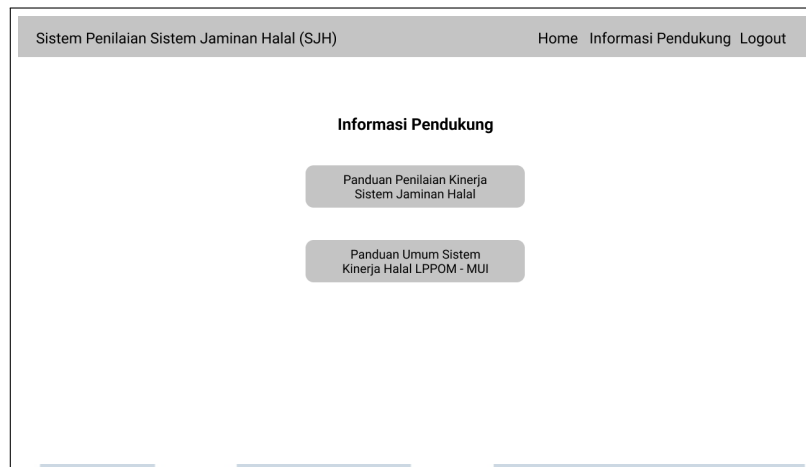 Sistem Penilaian Sistem Jaminan Halal (SJH)
Home Informasi Pendukung Logout
Informasi Pendukung
Panduan Penilaian Kinerja
Sistem Jaminan Halal
Panduan Umum Sistem
Kinerja Halal LPPOM - MUI